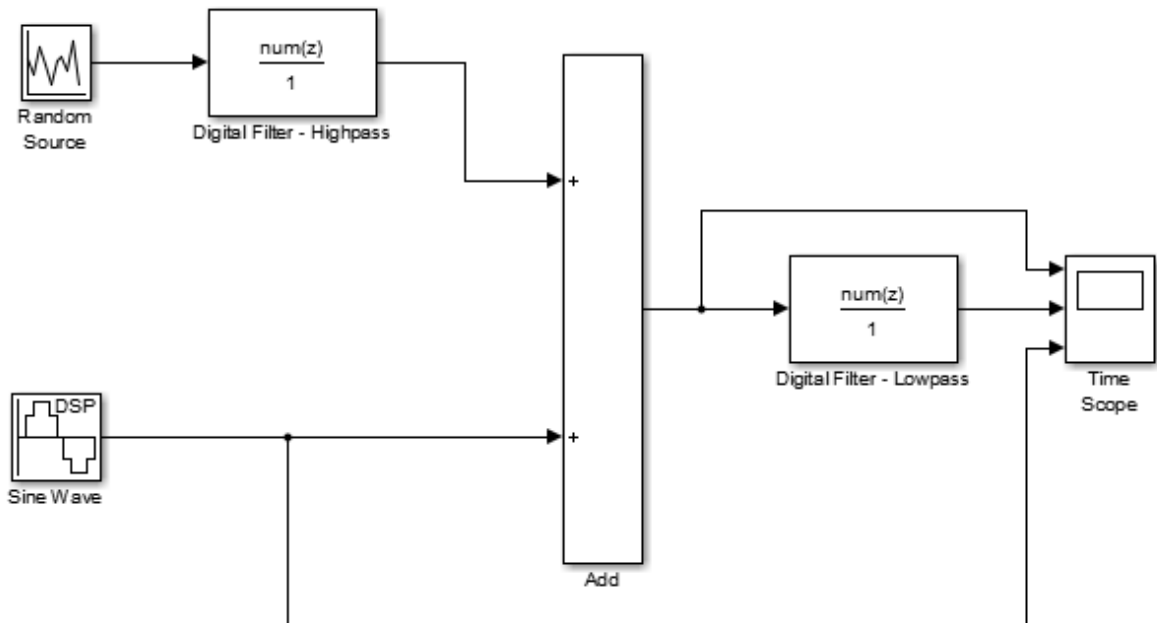 num(z)
1
Random
Source
Digital Filter - Highpass
+
num(z)
1
Digital Filter - Lowpass
Time
Scope
DSP
Sine Wave
+
Add